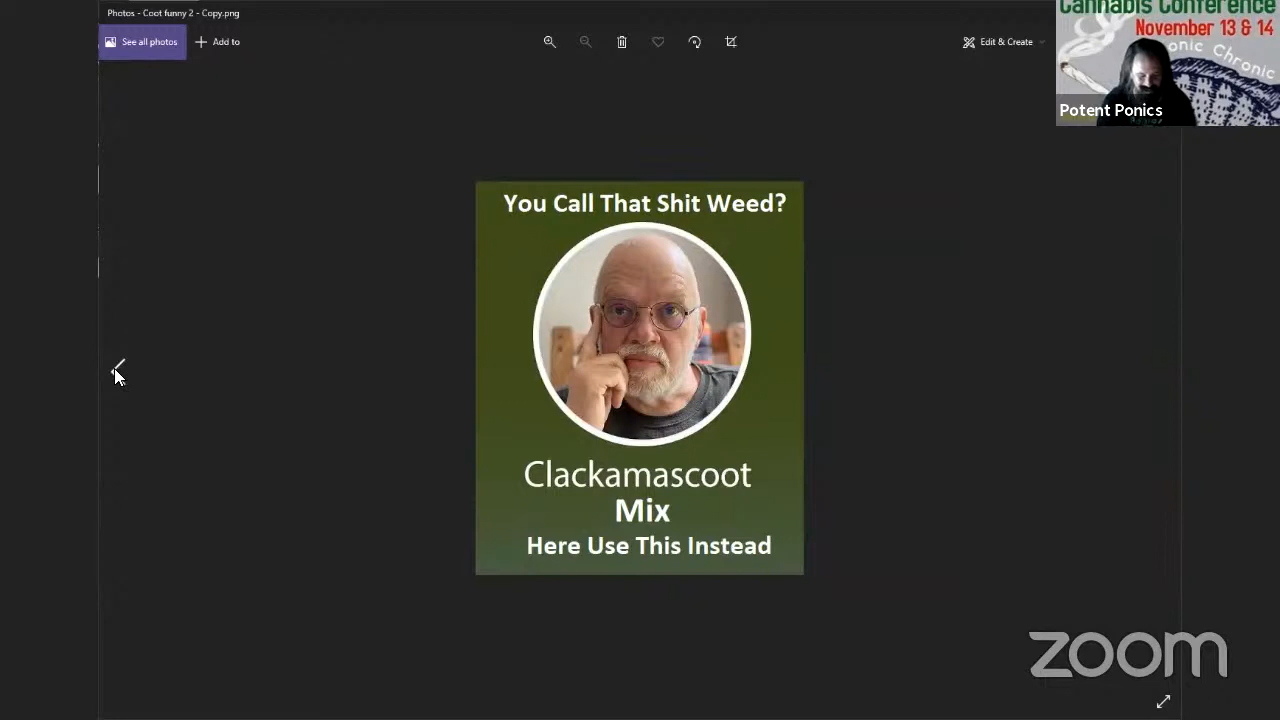 Photos - Coot funny 2 - Copy.png
See all photos
Add to
Edit & Create
Cannabis Conference
November 13 & 14
onic Chronic
Potent Ponics
You Call That Shit Weed?
Clackamascoot
Mix
Here Use This Instead
zoom